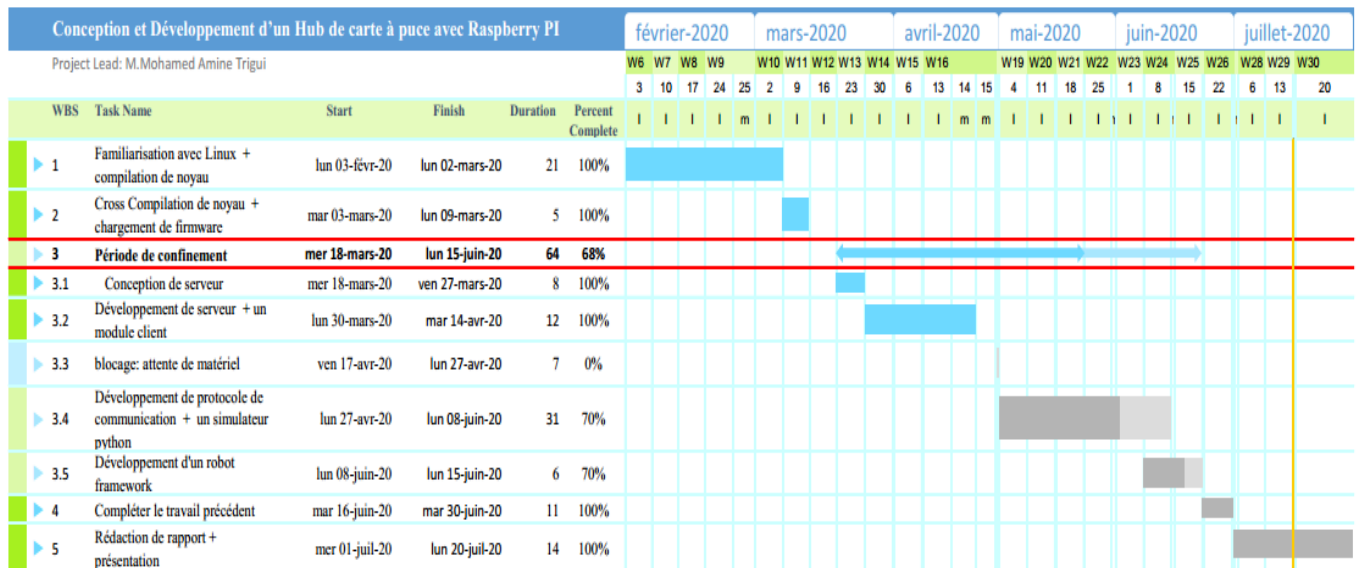 Conception et Développement d'un Hub de carte à puce avec Raspberry PI
février-2020 mars-2020 avril-2020 mai-2020 juin-2020 juillet-2020
Project Lead: M.Mohamed Amine Trigui
W6 W7 W8 W9 W10 W11 W12 W13 W14 W15 W16 W19 W20 W21 W22 W23 W24 W25 W26 W28 W29 W30
3 10 17 24 25 2 9 16 23 30 6 13 14 15 4 11 18 25 1 8 15 22 6 13 20
WBS Task Name Start Finish Duration Percent Complete
l l l l m l l l l l l l m m l l l l l l l l l l l
1 Familiarisation avec Linux + compilation de noyau lun 03-févr-20 lun 02-mars-20 21 100%
2 Cross Compilation de noyau + chargement de firmware mar 03-mars-20 lun 09-mars-20 5 100%
3 Période de confinement mer 18-mars-20 lun 15-juin-20 64 68%
3.1 Conception de serveur mer 18-mars-20 ven 27-mars-20 8 100%
3.2 Développement de serveur + un module client lun 30-mars-20 mar 14-avr-20 12 100%
3.3 blocage: attente de matériel ven 17-avr-20 lun 27-avr-20 7 0%
3.4 Développement de protocole de communication + un simulateur python lun 27-avr-20 lun 08-juin-20 31 70%
3.5 Développement d'un robot framework lun 08-juin-20 lun 15-juin-20 6 70%
4 Compléter le travail précédent mar 16-juin-20 mar 30-juin-20 11 100%
5 Rédaction de rapport + présentation mer 01-juil-20 lun 20-juil-20 14 100%